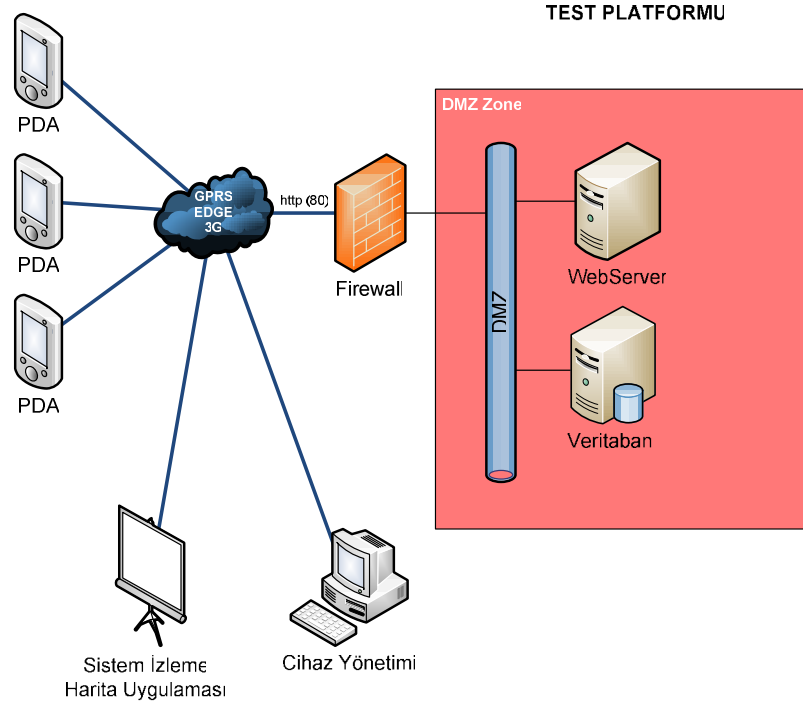 TEST PLATFORMU
DMZ Zone
PDA
GPRS
EDGE
3G
http (80)
Firewall
DMZ
WebServer
PDA
PDA
Veritaban
Sistem İzleme
Harita Uygulaması
Cihaz Yönetimi